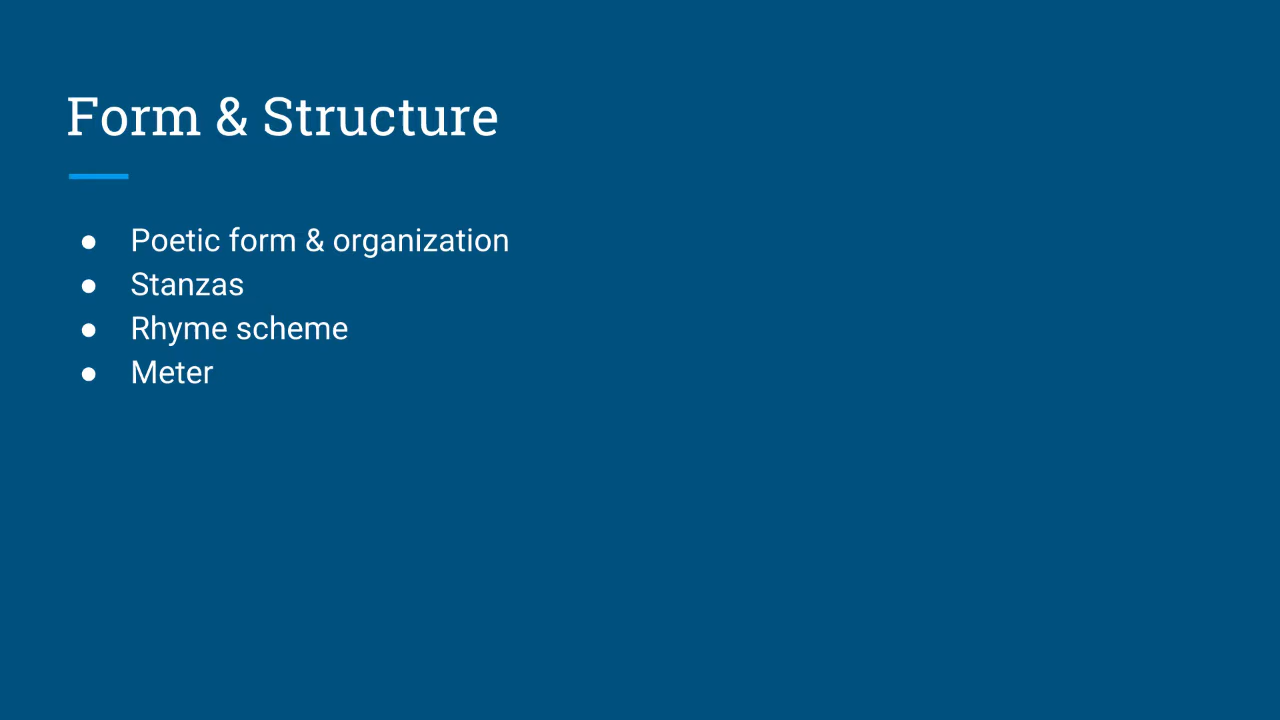 Form & Structure
● Poetic form & organization
● Stanzas
● Rhyme scheme
● Meter